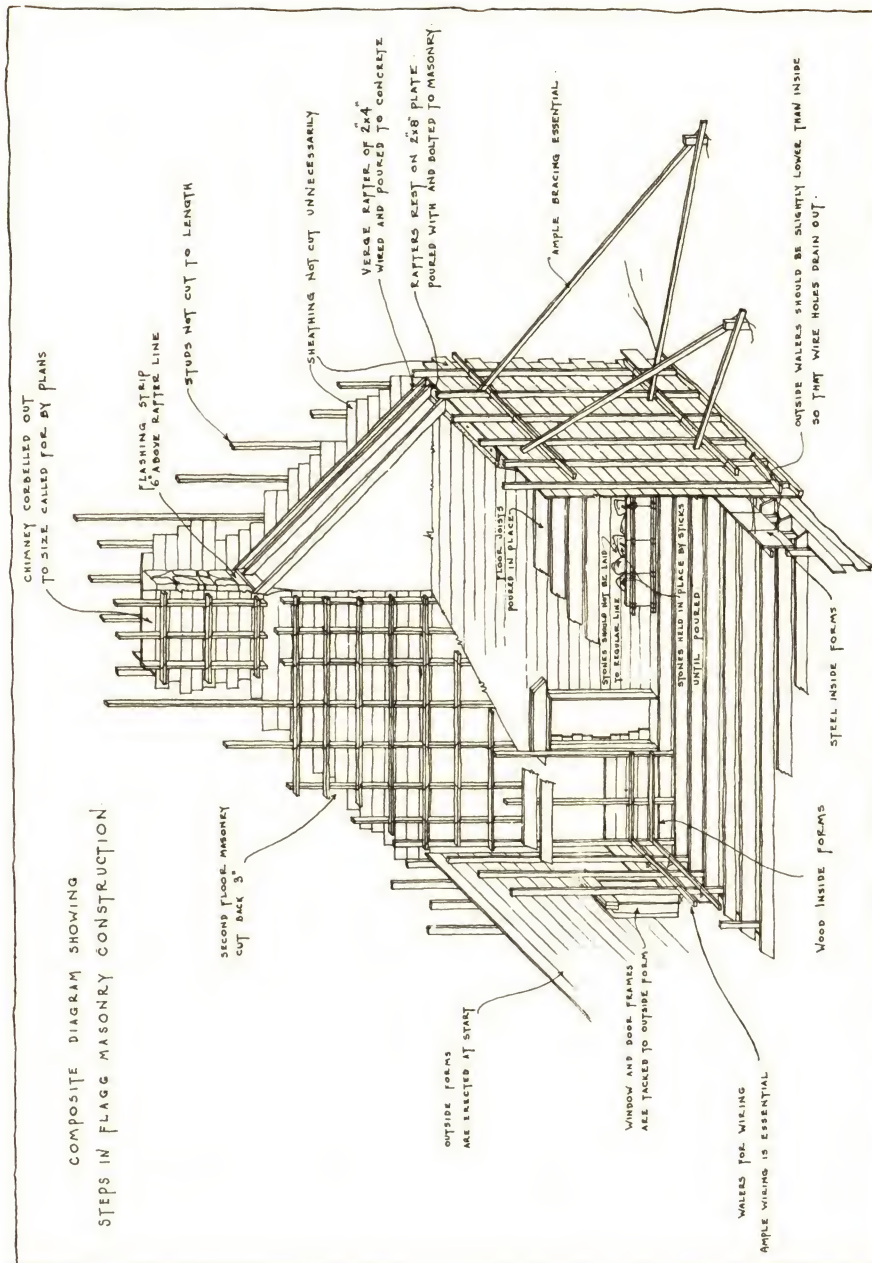 COMPOSITE DIAGRAM SHOWING
STEPS IN FLAGG MASONRY CONSTRUCTION
CHIMNEY CORBELLED OUT
TO SIZE CALLED FOR BY PLANS
FLASHING STRIP
6" ABOVE RAFTER LINE
STUDS NOT CUT TO LENGTH
SHEATHING NOT CUT UNNECESSARILY
VERGE RAFTER OF 2"x4"
WIRED AND POURED TO CONCRETE
RAFTERS REST ON 2"x8" PLATE
POURED WITH AND BOLTED TO MASONRY
AMPLE BRACING ESSENTIAL.
SECOND FLOOR MASONRY
CUT BACK 3"
FLOOR JOISTS
POURED IN PLACE
STONES SHOULD NOT BE LAID
TO REGULAR LINE
STONES HELD IN PLACE BY STICKS
UNTIL POURED
OUTSIDE FORMS
ARE ERECTED AT START
WINDOW AND DOOR FRAMES
ARE TACKED TO OUTSIDE FORM
WALERS FOR WIRING
AMPLE WIRING IS ESSENTIAL
WOOD INSIDE FORMS
STEEL INSIDE FORMS
OUTSIDE WALERS SHOULD BE SLIGHTLY LOWER THAN INSIDE
SO THAT WIRE HOLES DRAIN OUT.